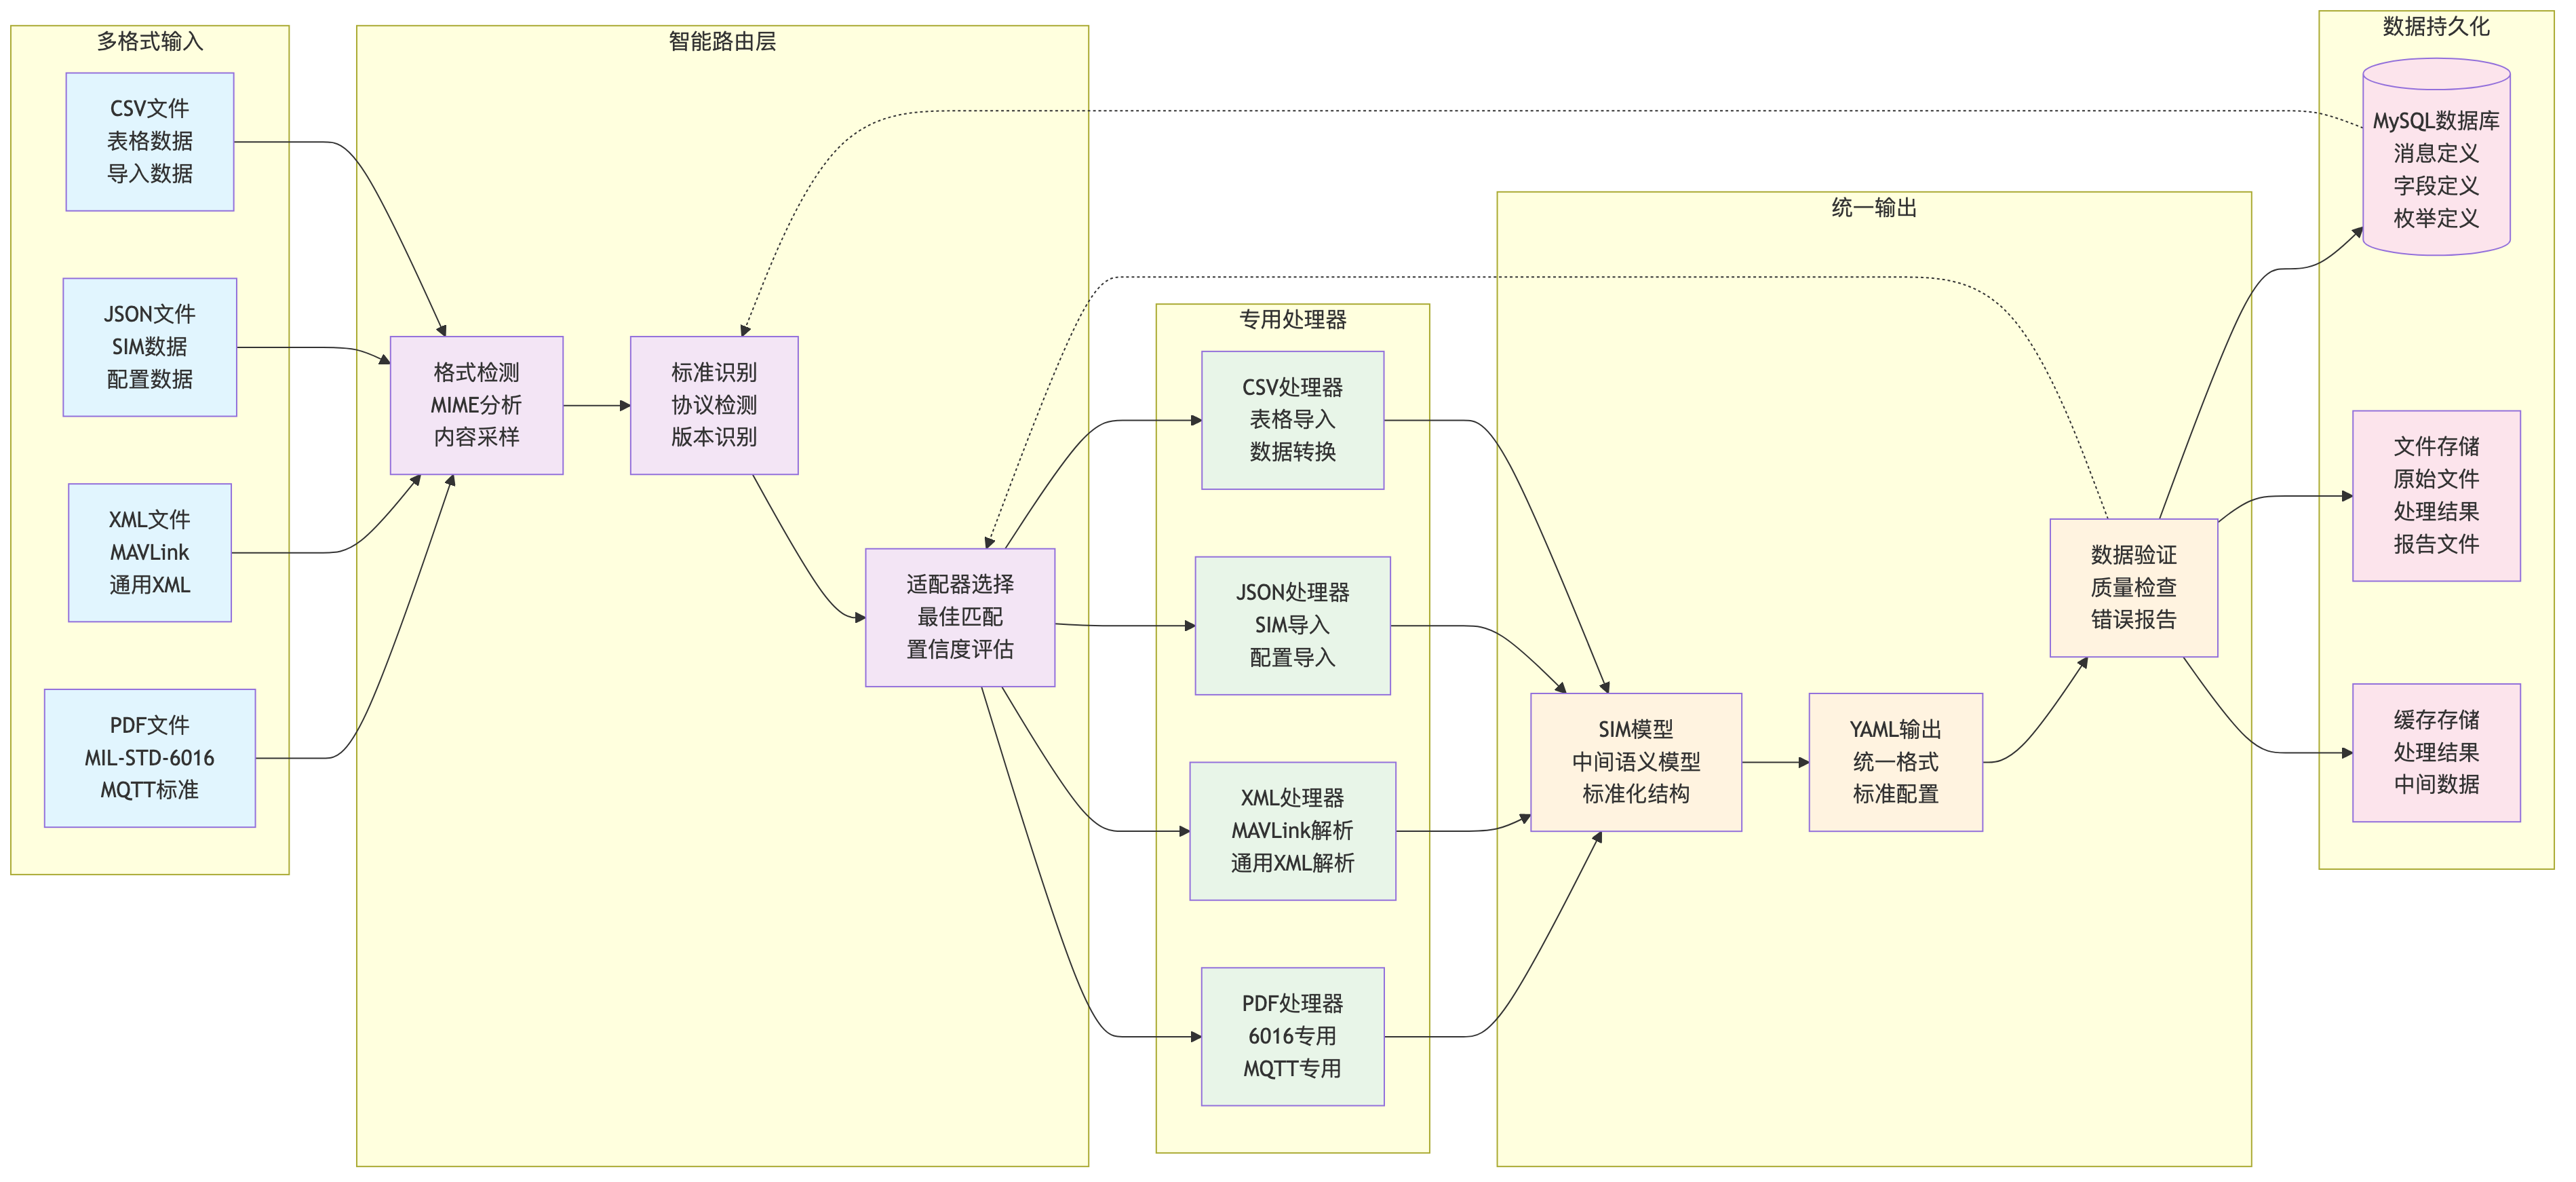 多格式输入
CSV文件
表格数据
导入数据
JSON文件
SIM数据
配置数据
XML文件
MAVLink
通用XML
PDF文件
MIL-STD-6016
MQTT标准
智能路由层
格式检测
MIME分析
内容采样
标准识别
协议检测
版本识别
适配器选择
最佳匹配
置信度评估
专用处理器
CSV处理器
表格导入
数据转换
JSON处理器
SIM导入
配置导入
XML处理器
MAVLink解析
通用XML解析
PDF处理器
6016专用
MQTT专用
统一输出
SIM模型
中间语义模型
标准化结构
YAML输出
统一格式
标准配置
数据验证
质量检查
错误报告
数据持久化
MySQL数据库
消息定义
字段定义
枚举定义
文件存储
原始文件
处理结果
报告文件
缓存存储
处理结果
中间数据